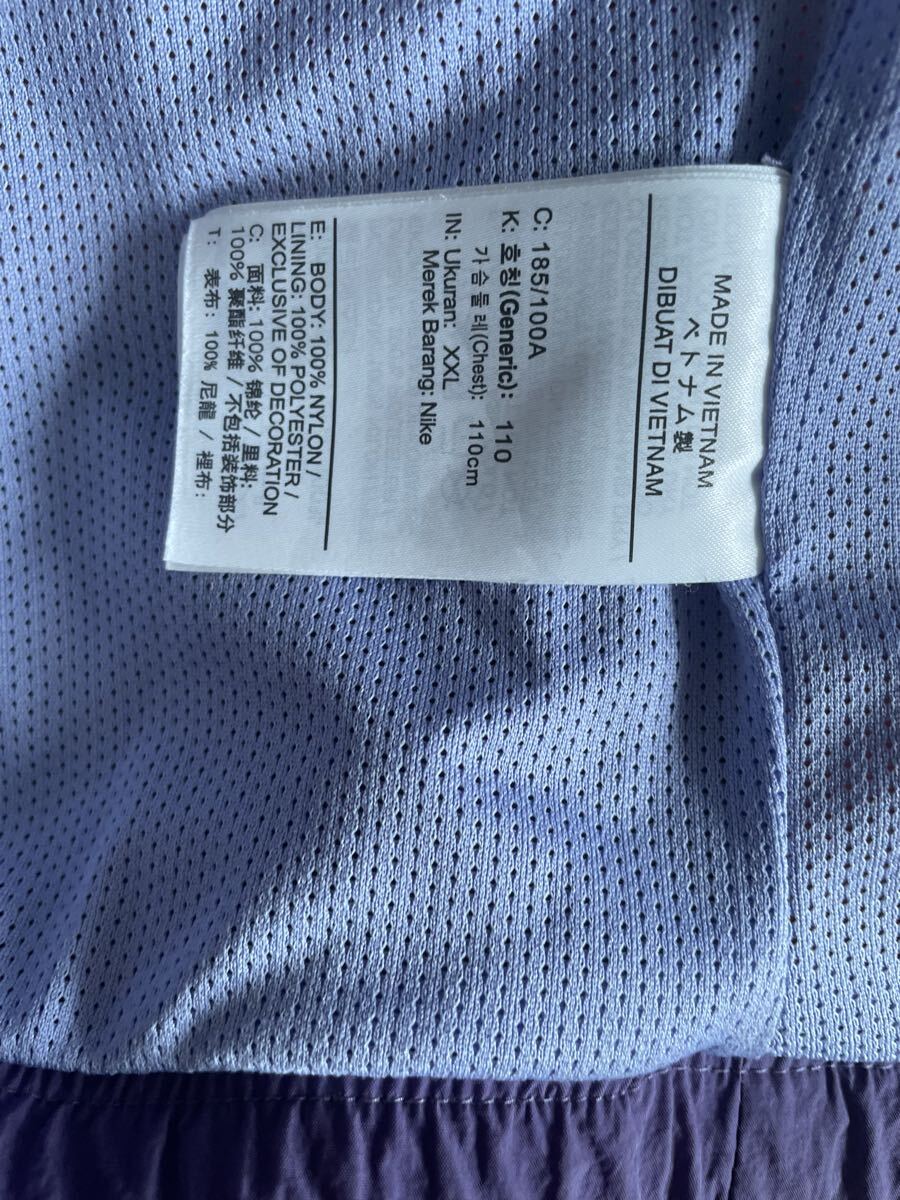 MADE IN VIETNAM
ベトナム製
DIBUAT DI VIETNAM
C: 185/100A
K: 호칭(Generic): 110
가슴둘레(Chest): 110cm
IN: Ukuran: XXL
Merek Barang: Nike
E: BODY: 100% NYLON /
LINING: 100% POLYESTER /
EXCLUSIVE OF DECORATION
C: 面料: 100% 锦纶 / 里料:
100% 聚酯纤维 / 不包括装饰部分
T: 表布: 100% 尼龍 / 裡布: